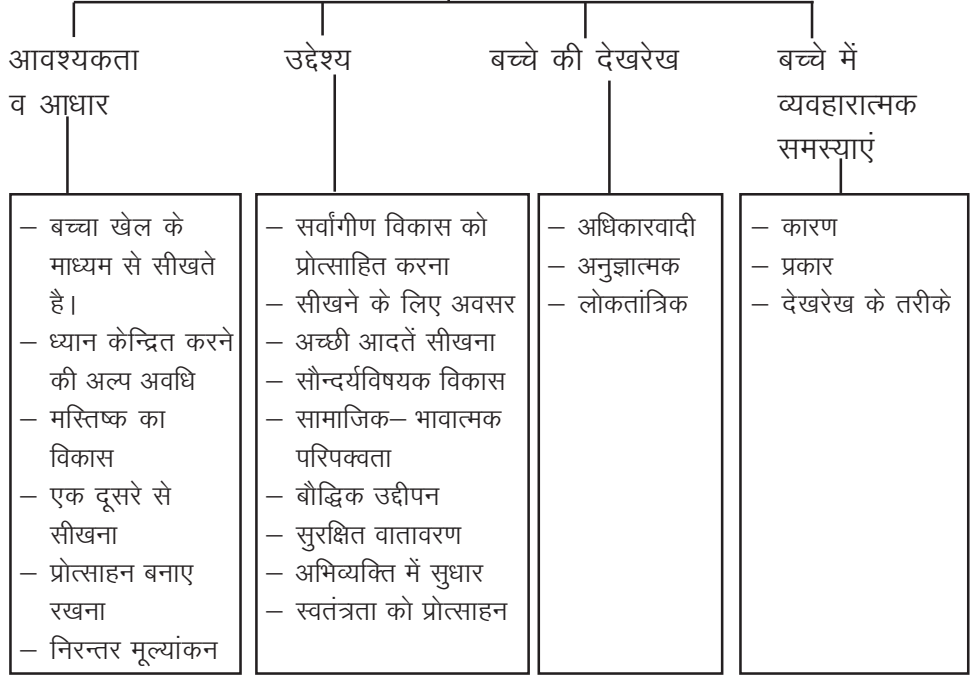 आवश्यकता
व आधार
– बच्चा खेल के
माध्यम से सीखते
है।
– ध्यान केन्द्रित करने
की अल्प अवधि
– मस्तिष्क का
विकास
– एक दूसरे से
सीखना
– प्रोत्साहन बनाए
रखना
– निरन्तर मूल्यांकन
उद्देश्य
– सर्वांगीण विकास को
प्रोत्साहित करना
– सीखने के लिए अवसर
– अच्छी आदतें सीखना
– सौन्दर्यविषयक विकास
– सामाजिक– भावात्मक
परिपक्वता
– बौद्धिक उद्दीपन
– सुरक्षित वातावरण
– अभिव्यक्ति में सुधार
– स्वतंत्रता को प्रोत्साहन
बच्चे की देखरेख
– अधिकारवादी
– अनुज्ञात्मक
– लोकतांत्रिक
बच्चे में
व्यवहारात्मक
समस्याएं
– कारण
– प्रकार
– देखरेख के तरीके